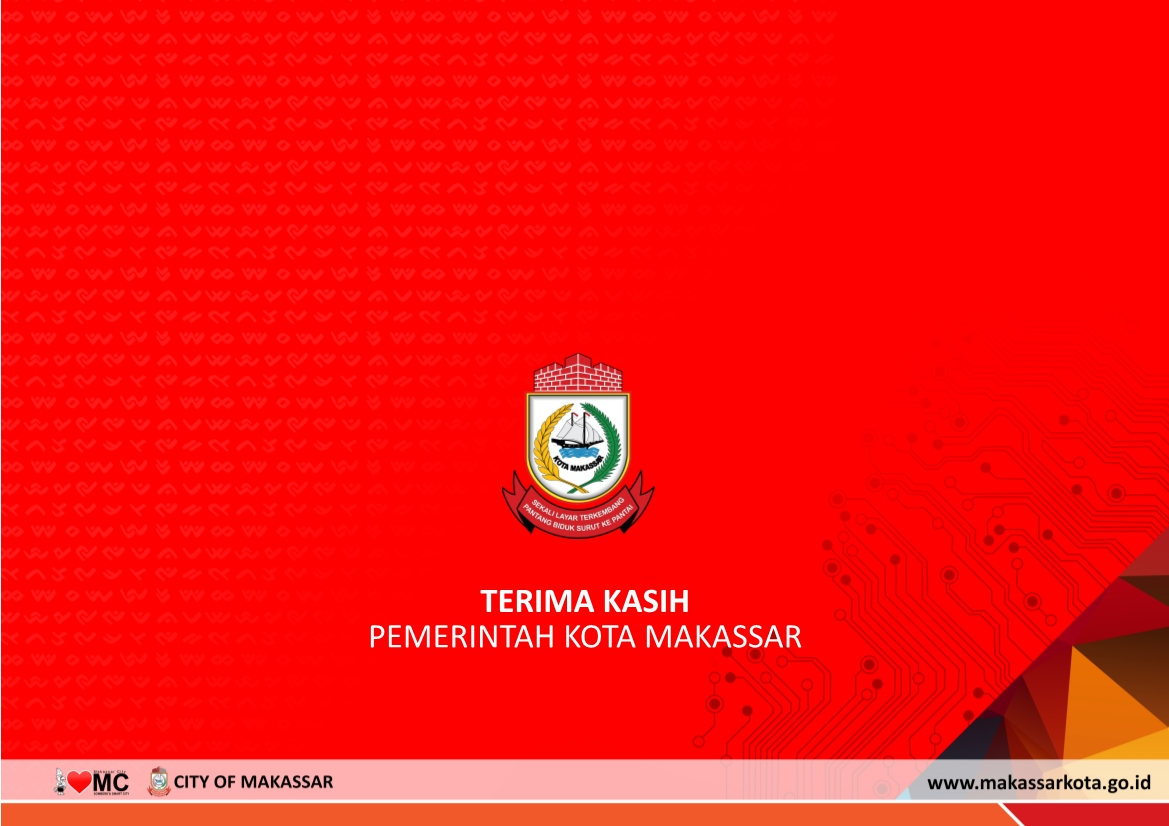 KOTA MAKASSAR
SEKALI LAYAR TERKEMBANG
PANTANG BIDUK SURUT KE PANTAI
TERIMA KASIH
PEMERINTAH KOTA MAKASSAR
MC
CITY OF MAKASSAR
www.makassarkota.go.id